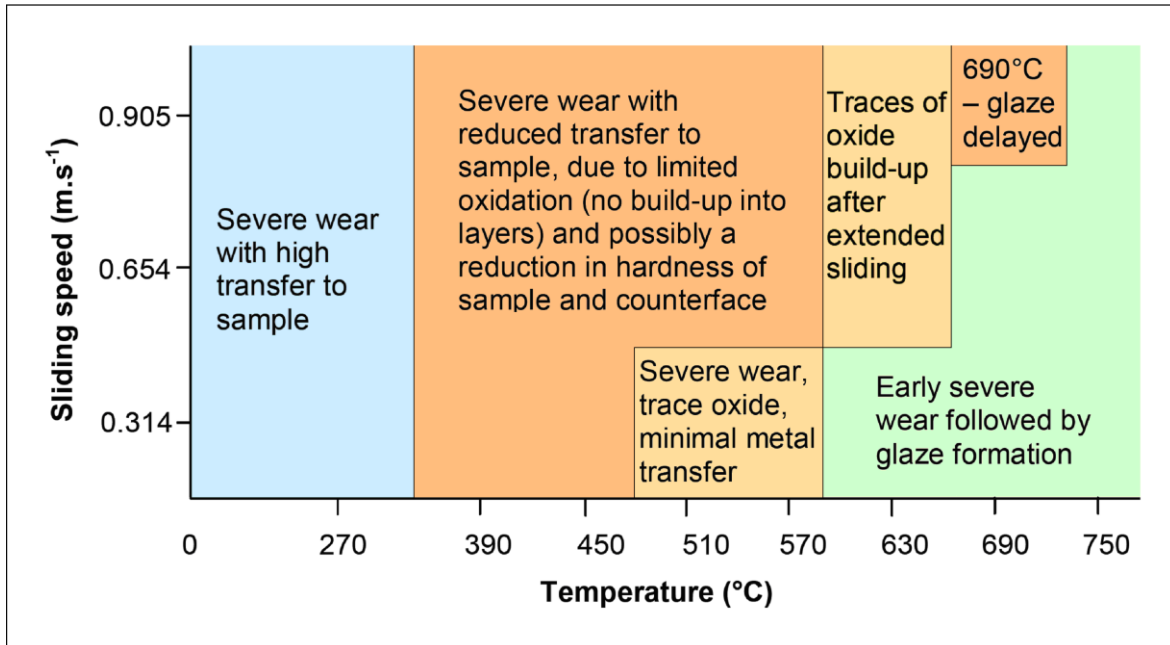 Sliding speed (m.s⁻¹)
0.905
0.654
0.314
Severe wear
with high
transfer to
sample
Severe wear with
reduced transfer to
sample, due to limited
oxidation (no build-up into
layers) and possibly a
reduction in hardness of
sample and counterface
Severe wear,
trace oxide,
minimal metal
transfer
Traces of
oxide
build-up
after
extended
sliding
690°C
– glaze
delayed
Early severe
wear followed by
glaze formation
0 270 390 450 510 570 630 690 750
Temperature (°C)